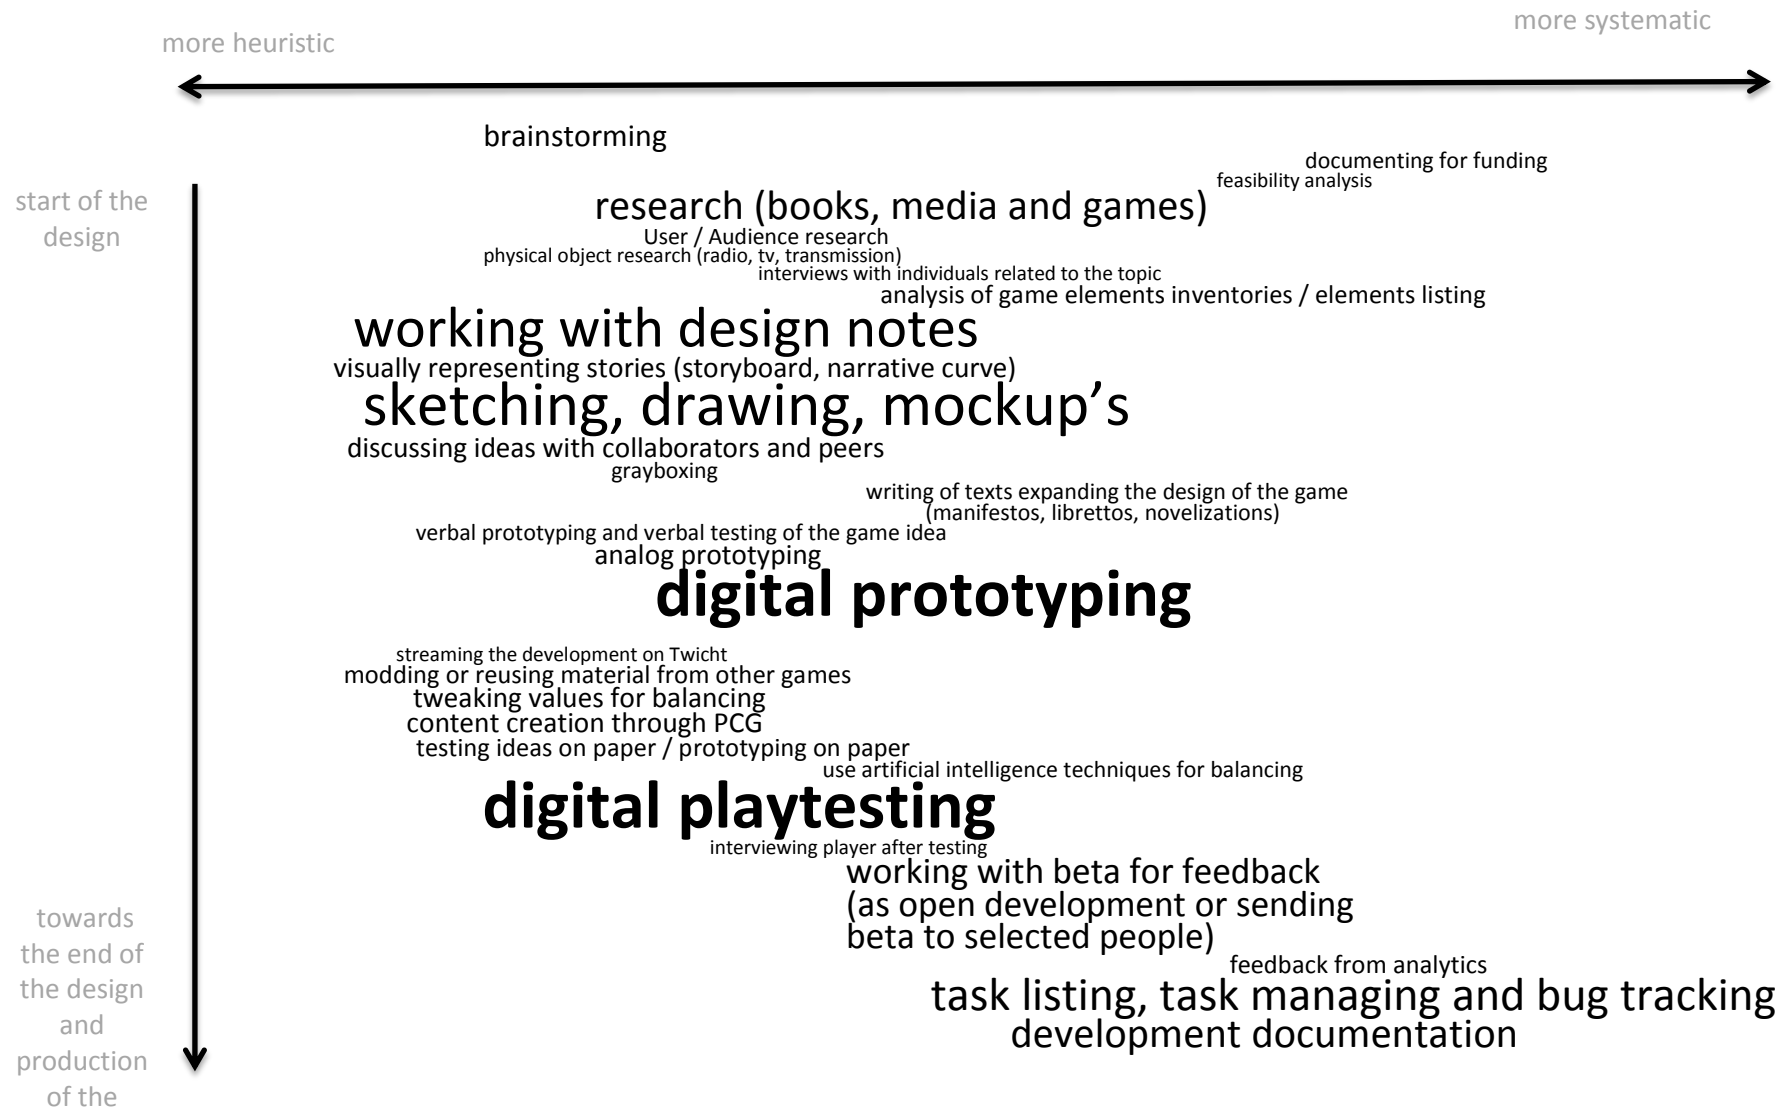 more systematic
more heuristic
brainstorming
documenting for funding
feasibility analysis
start of the
design
research (books, media and games)
User / Audience research
physical object research (radio, tv, transmission)
interviews with individuals related to the topic
analysis of game elements inventories / elements listing
working with design notes
visually representing stories (storyboard, narrative curve)
sketching, drawing, mockup’s
discussing ideas with collaborators and peers
grayboxing
writing of texts expanding the design of the game
(manifestos, librettos, novelizations)
verbal prototyping and verbal testing of the game idea
analog prototyping
digital prototyping
streaming the development on Twicht
modding or reusing material from other games
tweaking values for balancing
content creation through PCG
testing ideas on paper / prototyping on paper
use artificial intelligence techniques for balancing
digital playtesting
interviewing player after testing
working with beta for feedback
(as open development or sending
beta to selected people)
towards
the end of
the design
and
production
of the
feedback from analytics
task listing, task managing and bug tracking
development documentation